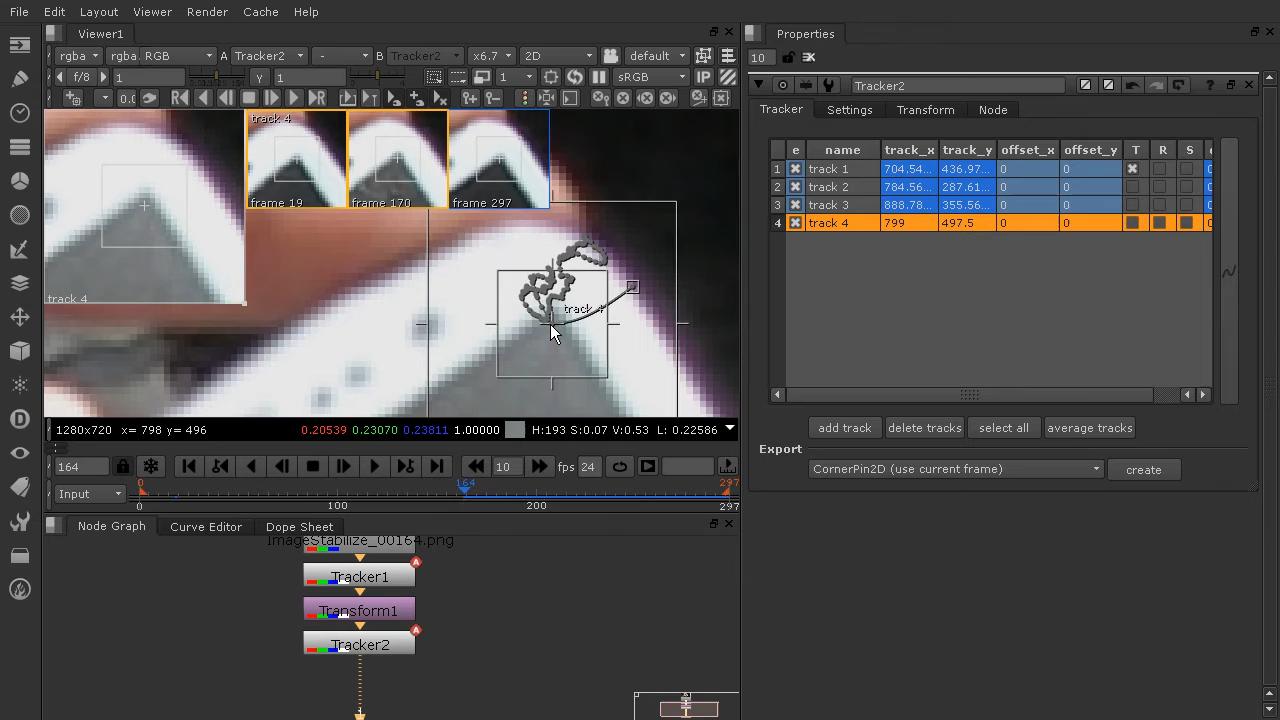 File Edit Layout Viewer Render Cache Help
Viewer1
Properties
rgba rgba RGB A Tracker2 - B Tracker2 x6.7 2D default
10
f/8 1 γ 1 1 sRGB IP
Tracker2
0.0
Tracker Settings Transform Node
track 4
e name track_x track_y offset_x offset_y T R S
1 track 1 704.54... 436.97... 0 0
2 track 2 784.56... 287.61... 0 0
frame 19 frame 170 frame 297
3 track 3 888.78... 355.56... 0 0
4 track 4 799 497.5 0 0
track 4
track 4
1280x720 x= 798 y= 496 0.20539 0.23070 0.23811 1.00000 H:193 S:0.07 V:0.53 L: 0.22586
add track delete tracks select all average tracks
Export
164 10 fps 24
CornerPin2D (use current frame) create
0 164 297
Input
0 100 200 297
Node Graph Curve Editor Dope Sheet
ImageStabilize_00164.png
A
Tracker1
Transform1
A
Tracker2